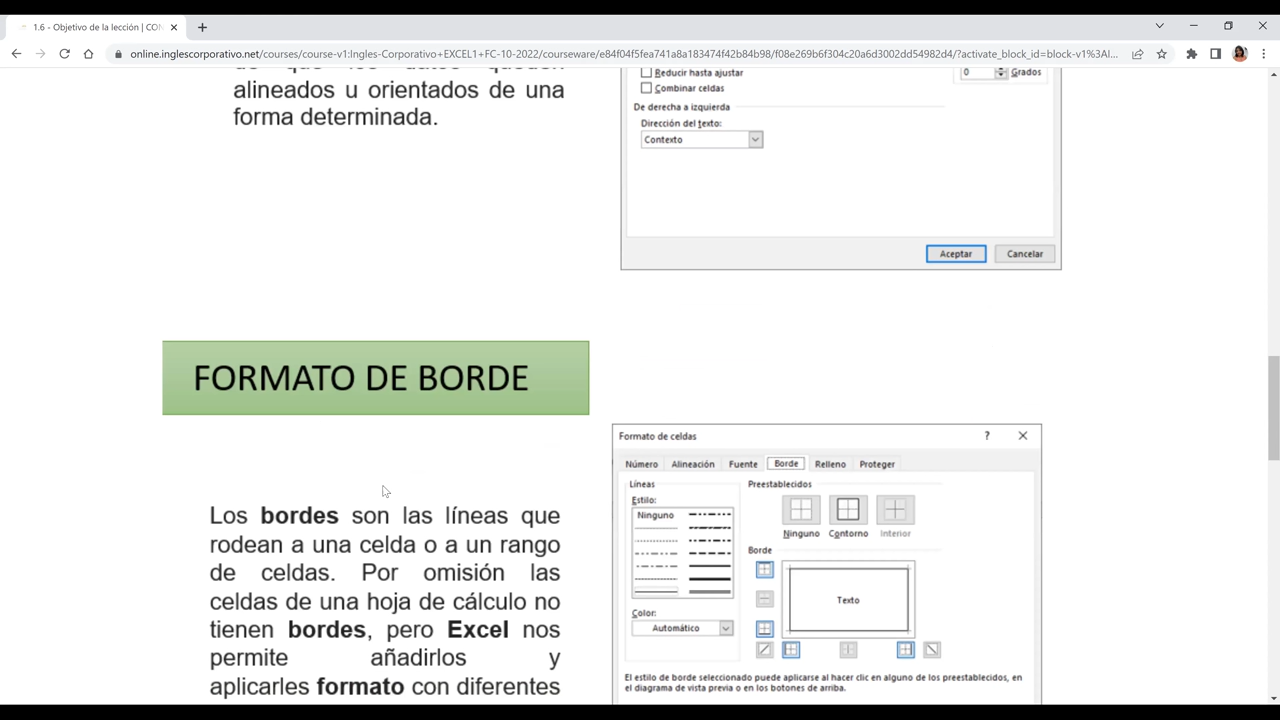 1.6 - Objetivo de la lección | CON
online.inglescorporativo.net/courses/course-v1:Ingles-Corporativo+EXCEL1+FC-10-2022/courseware/e84f04f5fea741a8a183474f42b84b98/f08e269b6f304c20a6d3002dd54982d4/?activate_block_id=block-v1%3AI...
de que los datos queden
alineados u orientados de una
forma determinada.
Reducir hasta ajustar
Combinar celdas
0 Grados
De derecha a izquierda
Dirección del texto:
Contexto
Aceptar Cancelar
FORMATO DE BORDE
Los bordes son las líneas que
rodean a una celda o a un rango
de celdas. Por omisión las
celdas de una hoja de cálculo no
tienen bordes, pero Excel nos
permite añadirlos y
aplicarles formato con diferentes
Formato de celdas ?
Número Alineación Fuente Borde Relleno Proteger
Líneas
Estilo:
Ninguno
Color:
Automático
Preestablecidos
Ninguno Contorno Interior
Borde
Texto
El estilo de borde seleccionado puede aplicarse al hacer clic en alguno de los preestablecidos, en
el diagrama de vista previa o en los botones de arriba.